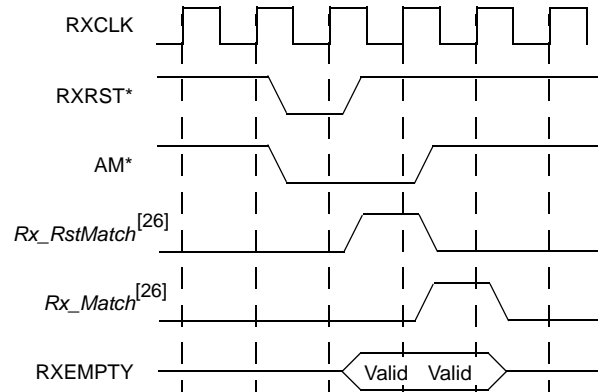 RXCLK
RXRST*
AM*
Rx_RstMatch[26]
Rx_Match[26]
RXEMPTY Valid Valid